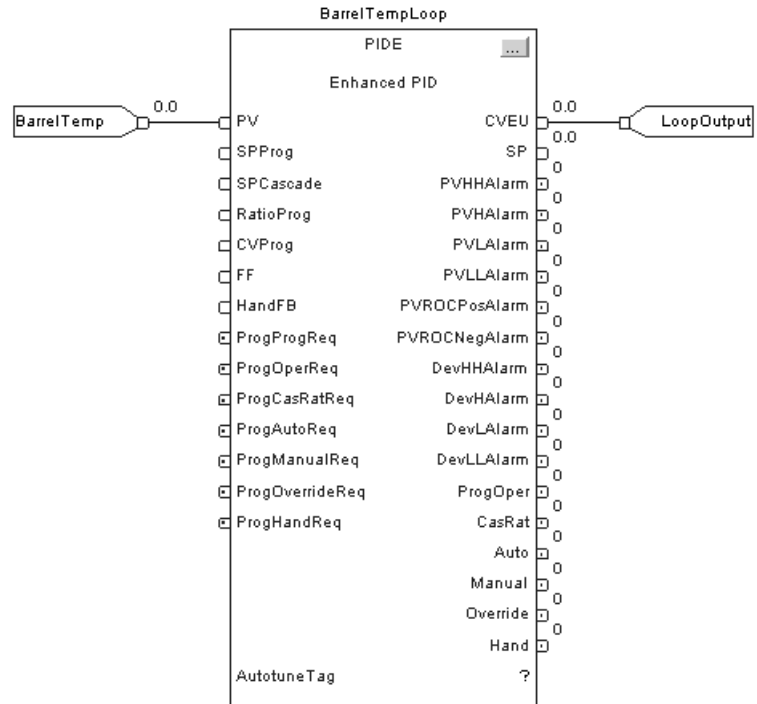 BarrelTempLoop
PIDE
...
Enhanced PID
BarrelTemp 0.0 PV CVEU 0.0 LoopOutput
SPProg SP 0.0
SPCascade PVHHAlarm 0
RatioProg PVHAlarm 0
CVProg PVLAlarm 0
FF PVLLAlarm 0
HandFB PVROCPosAlarm 0
ProgProgReq PVROCNegAlarm 0
ProgOperReq DevHHAlarm 0
ProgCasRatReq DevHAlarm 0
ProgAutoReq DevLAlarm 0
ProgManualReq DevLLAlarm 0
ProgOverrideReq ProgOper 0
ProgHandReq CasRat 0
Auto 0
Manual 0
Override 0
Hand 0
AutotuneTag ?